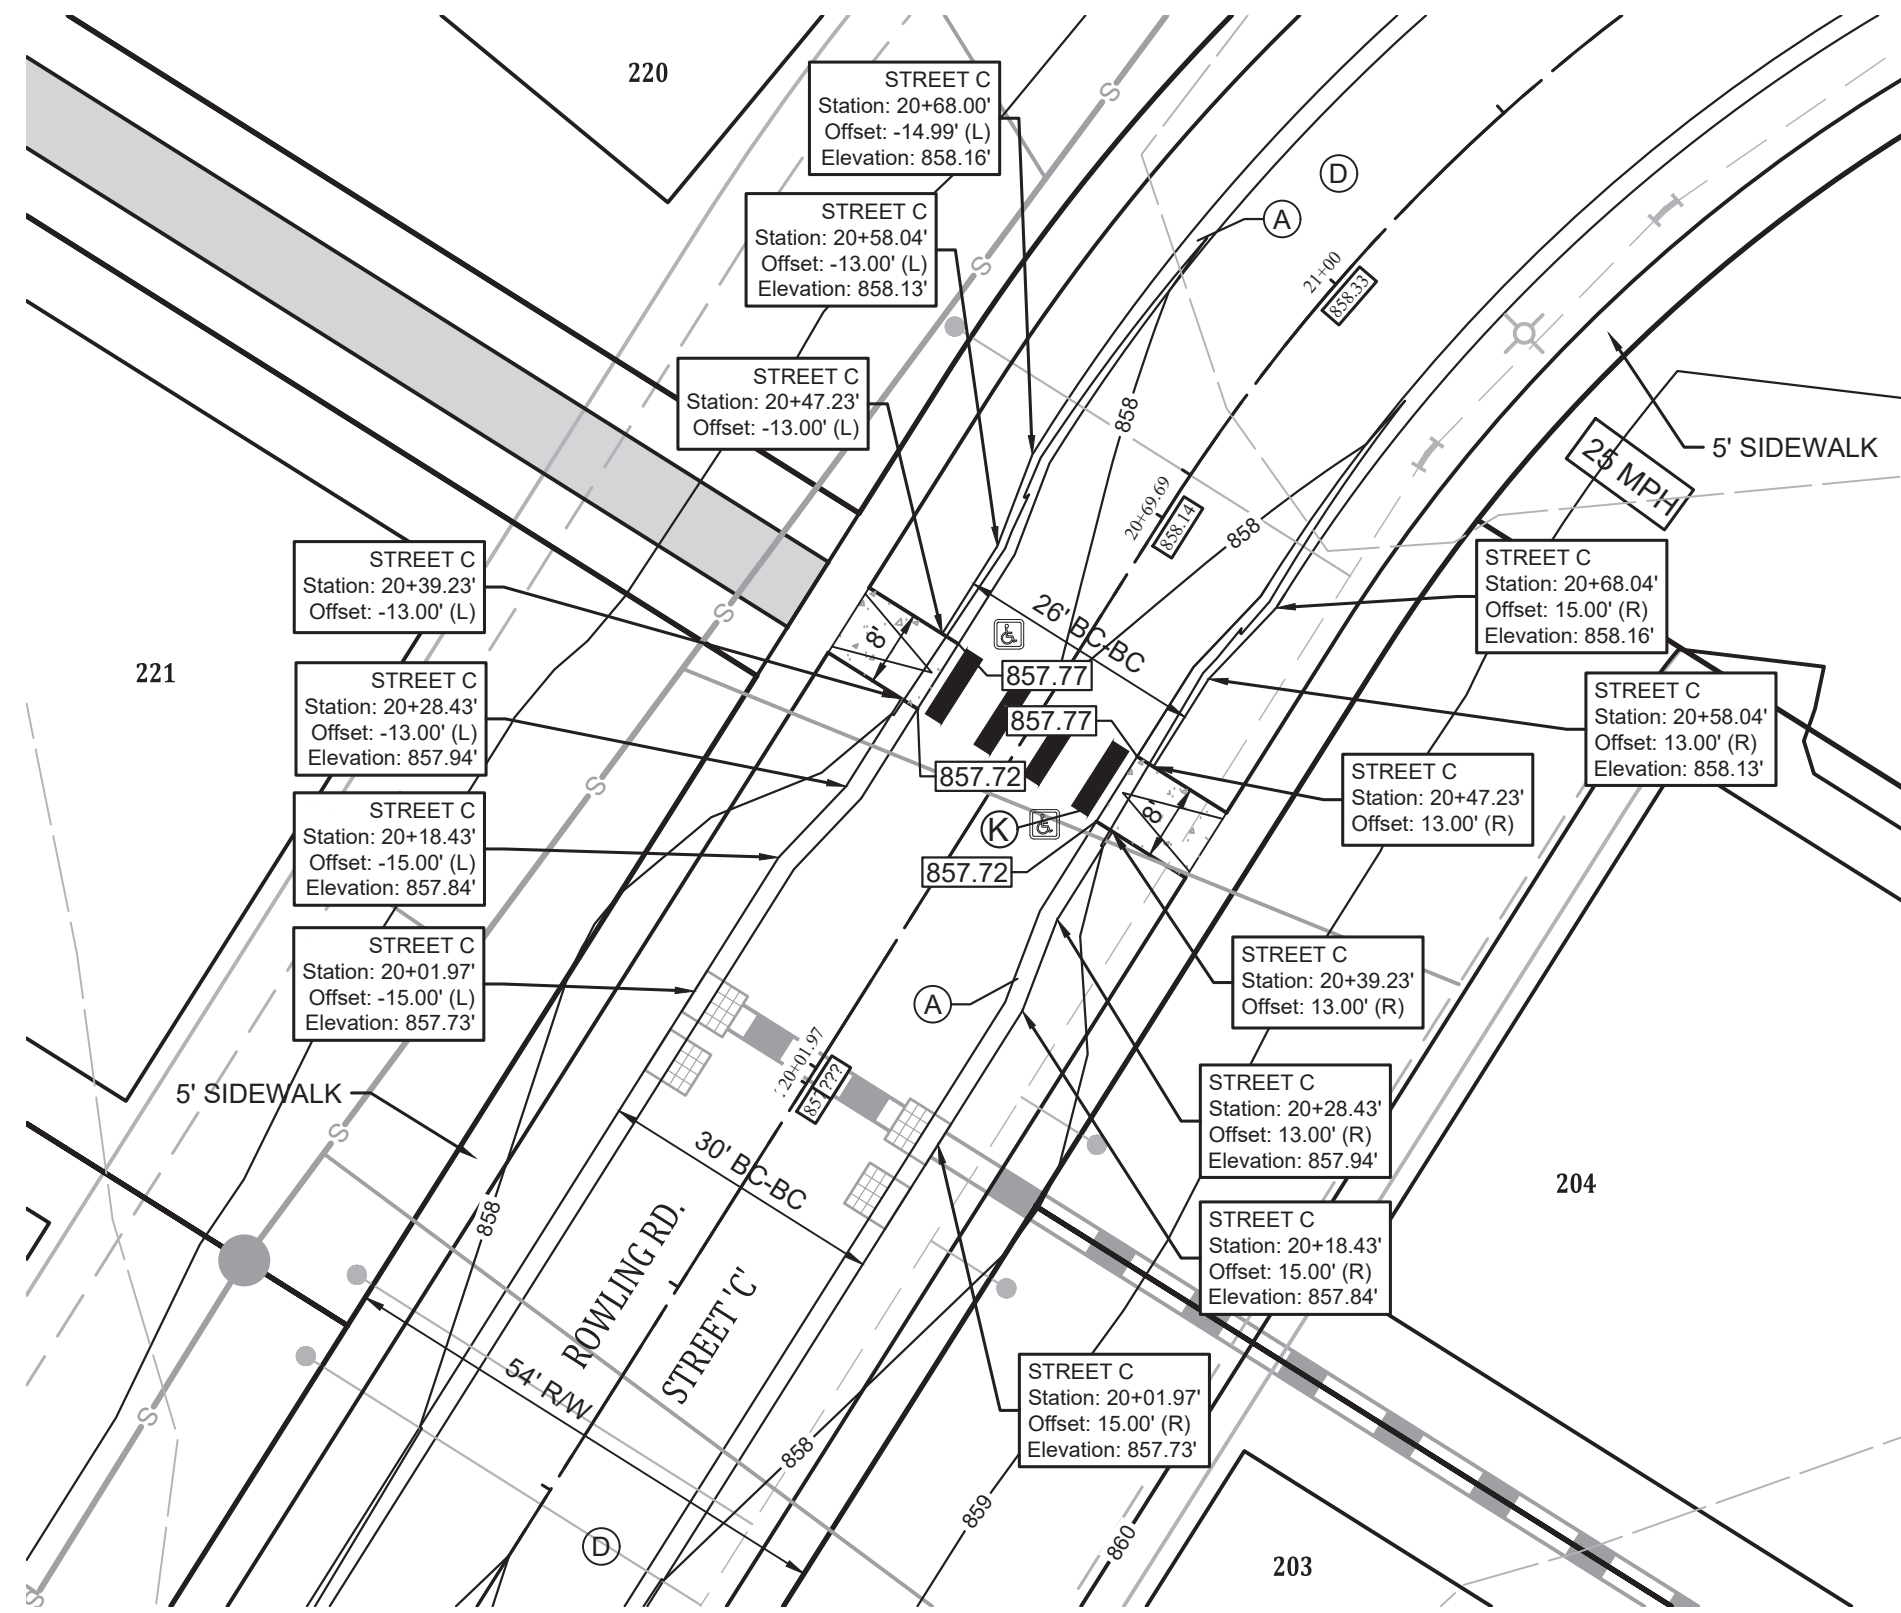 220
STREET C
Station: 20+68.00'
Offset: -14.99' (L)
Elevation: 858.16'
STREET C
Station: 20+58.04'
Offset: -13.00' (L)
Elevation: 858.13'
STREET C
Station: 20+47.23'
Offset: -13.00' (L)
STREET C
Station: 20+39.23'
Offset: -13.00' (L)
STREET C
Station: 20+28.43'
Offset: -13.00' (L)
Elevation: 857.94'
STREET C
Station: 20+18.43'
Offset: -15.00' (L)
Elevation: 857.84'
STREET C
Station: 20+01.97'
Offset: -15.00' (L)
Elevation: 857.73'
221
5' SIDEWALK
S
S
S
S
S
S
S
D
A
21+00
858.33
858
20+69.69
858.14
858
5' SIDEWALK
25 MPH
26' BC-BC
8'
857.77
857.77
857.72
K
8'
857.72
A
20+01.97
30' BC-BC
858
ROWLING RD.
STREET 'C'
54' R/W
858
D
859
860
STREET C
Station: 20+68.04'
Offset: 15.00' (R)
Elevation: 858.16'
STREET C
Station: 20+58.04'
Offset: 13.00' (R)
Elevation: 858.13'
STREET C
Station: 20+47.23'
Offset: 13.00' (R)
STREET C
Station: 20+39.23'
Offset: 13.00' (R)
STREET C
Station: 20+28.43'
Offset: 13.00' (R)
Elevation: 857.94'
STREET C
Station: 20+18.43'
Offset: 15.00' (R)
Elevation: 857.84'
STREET C
Station: 20+01.97'
Offset: 15.00' (R)
Elevation: 857.73'
204
203